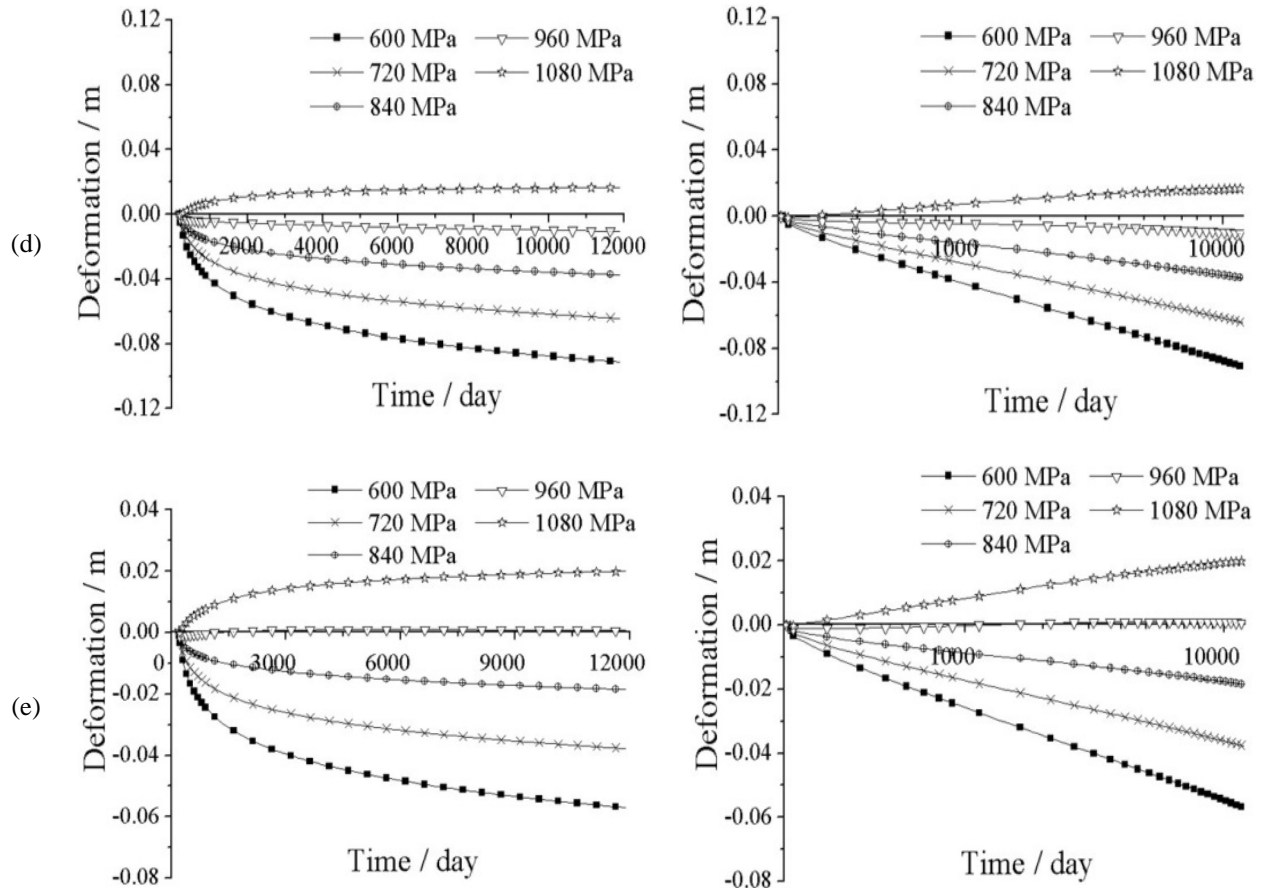 (d)
0.12
0.08
0.04
0.00
-0.04
-0.08
-0.12
Deformation / m
600 MPa
960 MPa
720 MPa
1080 MPa
840 MPa
2000
4000
6000
8000
10000
12000
Time / day
0.12
0.08
0.04
0.00
-0.04
-0.08
-0.12
Deformation / m
600 MPa
960 MPa
720 MPa
1080 MPa
840 MPa
1000
10000
Time / day
(e)
0.04
0.02
0.00
-0.02
-0.04
-0.06
-0.08
Deformation / m
600 MPa
960 MPa
720 MPa
1080 MPa
840 MPa
0
3000
6000
9000
12000
Time / day
0.04
0.02
0.00
-0.02
-0.04
-0.06
-0.08
Deformation / m
600 MPa
960 MPa
720 MPa
1080 MPa
840 MPa
1000
10000
Time / day